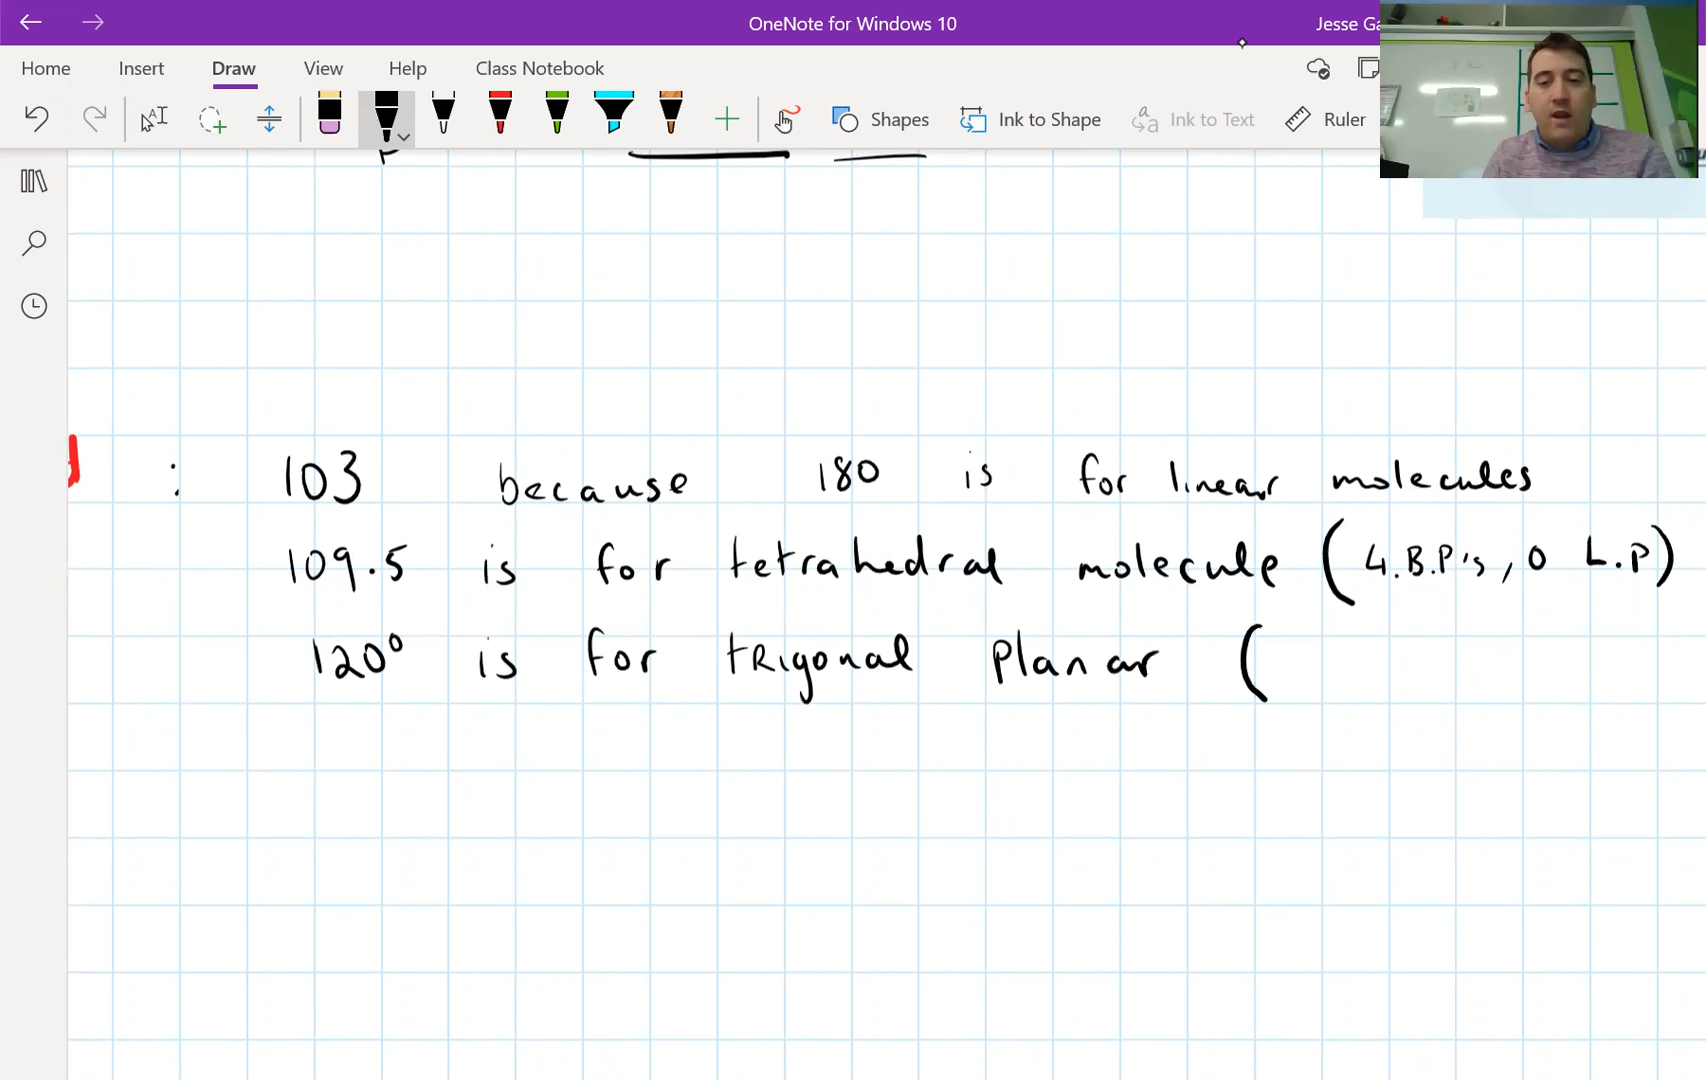 OneNote for Windows 10
Jesse Ga
Home Insert Draw View Help Class Notebook
Shapes Ink to Shape Ink to Text Ruler
: 103 because 180 is for linear molecules
109.5 is for tetrahedral molecule (4.B.P's, 0 L.P)
120° is for trigonal planar (